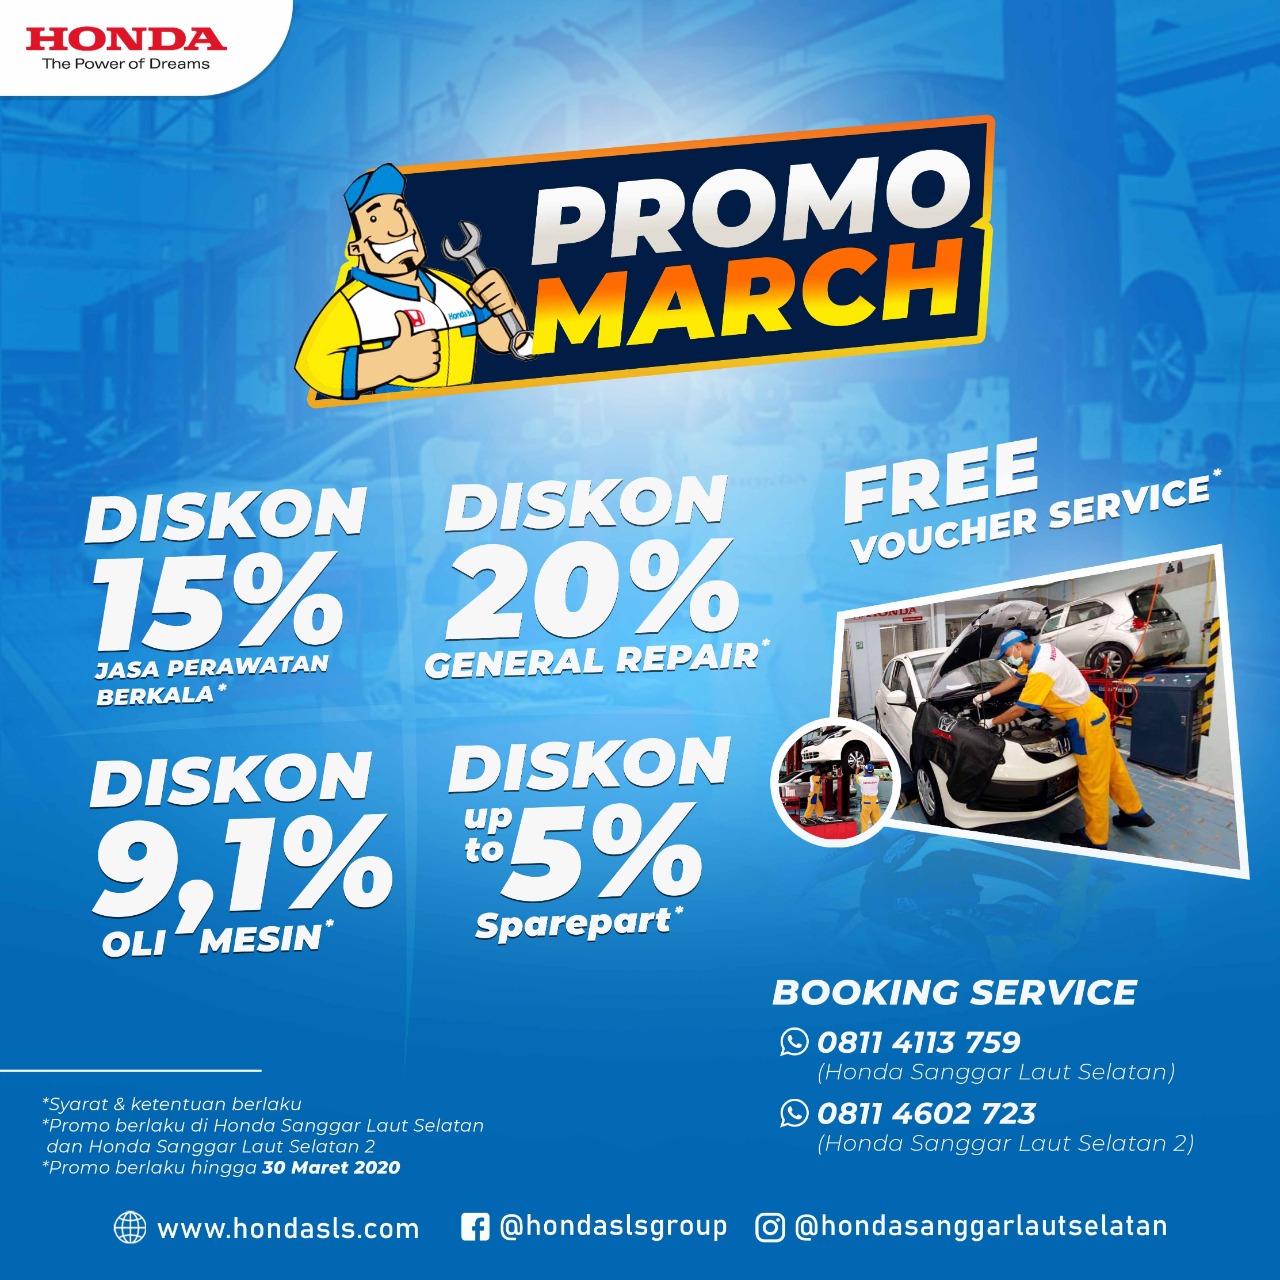 HONDA
The Power of Dreams
PROMO
MARCH
Honda
DISKON
15%
JASA PERAWATAN
BERKALA*
DISKON
20%
GENERAL REPAIR*
FREE
VOUCHER SERVICE*
HONDA
DISKON
9,1%
OLI MESIN*
DISKON
up
to 5%
Sparepart*
BOOKING SERVICE
0811 4113 759
(Honda Sanggar Laut Selatan)
0811 4602 723
(Honda Sanggar Laut Selatan 2)
*Syarat & ketentuan berlaku
*Promo berlaku di Honda Sanggar Laut Selatan
dan Honda Sanggar Laut Selatan 2
*Promo berlaku hingga 30 Maret 2020
www.hondasls.com @hondaslsgroup @hondasanggarlautselatan